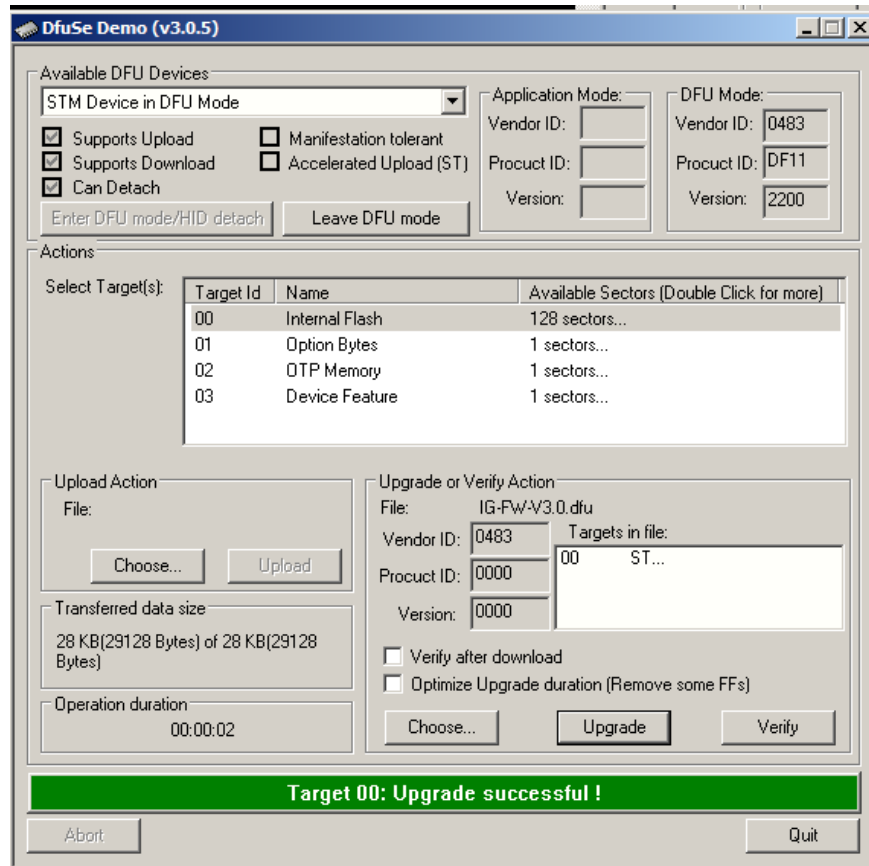 DfuSe Demo (v3.0.5)
Available DFU Devices
STM Device in DFU Mode
Supports Upload
Manifestation tolerant
Supports Download
Accelerated Upload (ST)
Can Detach
Enter DFU mode/HID detach
Leave DFU mode
Application Mode:
Vendor ID:
Procuct ID:
Version:
DFU Mode:
Vendor ID: 0483
Procuct ID: DF11
Version: 2200
Actions
Select Target(s):
Target Id Name Available Sectors (Double Click for more)
00 Internal Flash 128 sectors...
01 Option Bytes 1 sectors...
02 OTP Memory 1 sectors...
03 Device Feature 1 sectors...
Upload Action
File:
Choose... Upload
Transferred data size
28 KB(29128 Bytes) of 28 KB(29128
Bytes)
Operation duration
00:00:02
Upgrade or Verify Action
File: IG-FW-V3.0.dfu
Vendor ID: 0483
Procuct ID: 0000
Version: 0000
Targets in file:
00 ST...
Verify after download
Optimize Upgrade duration (Remove some FFs)
Choose... Upgrade Verify
Target 00: Upgrade successful !
Abort Quit